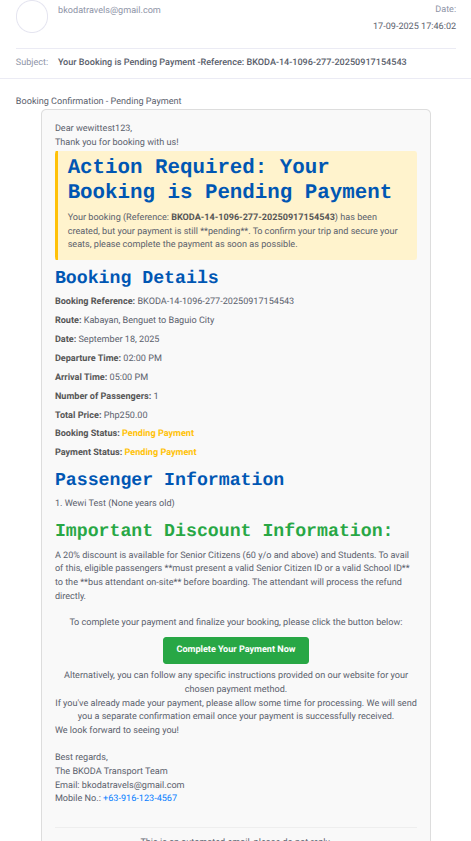 bkodatravels@gmail.com
Date:
17-09-2025 17:46:02
Subject: Your Booking is Pending Payment -Reference: BKODA-14-1096-277-20250917154543
Booking Confirmation - Pending Payment
Dear wewittest123,
Thank you for booking with us!
Action Required: Your
Booking is Pending Payment
Your booking (Reference: BKODA-14-1096-277-20250917154543) has been
created, but your payment is still **pending**. To confirm your trip and secure your
seats, please complete the payment as soon as possible.
Booking Details
Booking Reference: BKODA-14-1096-277-20250917154543
Route: Kabayan, Benguet to Baguio City
Date: September 18, 2025
Departure Time: 02:00 PM
Arrival Time: 05:00 PM
Number of Passengers: 1
Total Price: Php250.00
Booking Status: Pending Payment
Payment Status: Pending Payment
Passenger Information
1. Wewi Test (None years old)
Important Discount Information:
A 20% discount is available for Senior Citizens (60 y/o and above) and Students. To avail
of this, eligible passengers **must present a valid Senior Citizen ID or a valid School ID**
to the **bus attendant on-site** before boarding. The attendant will process the refund
directly.
To complete your payment and finalize your booking, please click the button below:
Complete Your Payment Now
Alternatively, you can follow any specific instructions provided on our website for your
chosen payment method.
If you've already made your payment, please allow some time for processing. We will send
you a separate confirmation email once your payment is successfully received.
We look forward to seeing you!
Best regards,
The BKODA Transport Team
Email: bkodatravels@gmail.com
Mobile No.: +63-916-123-4567
This is an automated email, please do not reply.